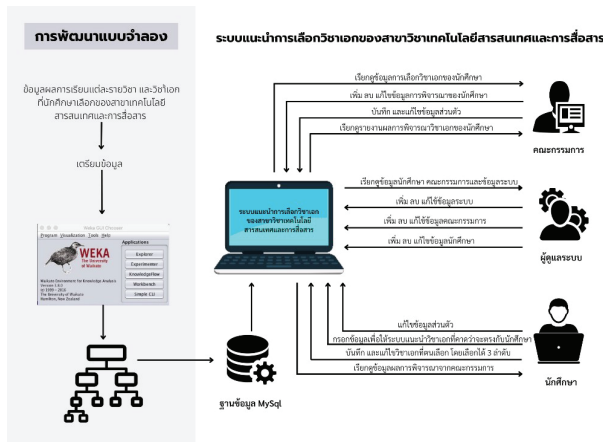 การพัฒนาแบบจำลอง
ข้อมูลผลการเรียนแต่ละรายวิชา และวิชาเอก
ที่นักศึกษาเลือกของสาขาเทคโนโลยี
สารสนเทศและการสื่อสาร
เตรียมข้อมูล
Weka GUI Chooser
Program Visualization Tools Help
WEKA
The University
of Waikato
Waikato Environment for Knowledge Analysis
(c) 1999 - 2016
The University of Waikato
Hamilton, New Zealand
Applications
Explorer
Experimenter
KnowledgeFlow
Workbench
Simple CLI
ระบบแนะนำการเลือกวิชาเอกของสาขาวิชาเทคโนโลยีสารสนเทศและการสื่อสาร
เรียกดูข้อมูลการเลือกวิชาเอกของนักศึกษา
เพิ่ม ลบ แก้ไขข้อมูลการพิจารณาของนักศึกษา
บันทึก และแก้ไขข้อมูลส่วนตัว
เรียกดูรายงานผลการพิจารณาวิชาเอกของนักศึกษา
คณะกรรมการ
ระบบแนะนำการเลือกวิชาเอก
ของสาขาวิชาเทคโนโลยี
สารสนเทศและการสื่อสาร
เรียกดูข้อมูลนักศึกษา คณะกรรมการและข้อมูลระบบ
เพิ่ม ลบ แก้ไข้ข้อมูลระบบ
เพิ่ม ลบ แก้ไข้ข้อมูลคณะกรรมการ
เพิ่ม ลบ แก้ไข้ข้อมูลนักศึกษา
ผู้ดูแลระบบ
แก้ไขข้อมูลส่วนตัว
กรอกข้อมูลเพื่อให้ระบบแนะนำวิชาเอกที่คาดว่าจะตรงกับนักศึกษา
บันทึก และแก้ไขวิชาเอกที่ตนเลือก โดยเลือกได้ 3 ลำดับ
เรียกดูข้อมูลผลการพิจารณาจากคณะกรรมการ
นักศึกษา
ฐานข้อมูล MySql